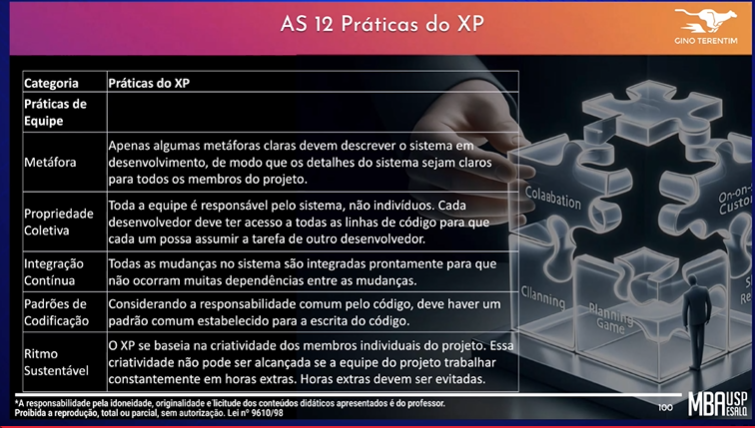 AS 12 Práticas do XP
GINO TERENTIM
Categoria
Práticas do XP
Práticas de
Equipe
Metáfora
Apenas algumas metáforas claras devem descrever o sistema em
desenvolvimento, de modo que os detalhes do sistema sejam claros
para todos os membros do projeto.
Propriedade
Coletiva
Toda a equipe é responsável pelo sistema, não indivíduos. Cada
desenvolvedor deve ter acesso a todas as linhas de código para que
cada um possa assumir a tarefa de outro desenvolvedor.
Integração
Contínua
Todas as mudanças no sistema são integradas prontamente para que
não ocorram muitas dependências entre as mudanças.
Padrões de
Codificação
Considerando a responsabilidade comum pelo código, deve haver um
padrão comum estabelecido para a escrita do código.
Ritmo
Sustentável
O XP se baseia na criatividade dos membros individuais do projeto. Essa
criatividade não pode ser alcançada se a equipe do projeto trabalhar
constantemente em horas extras. Horas extras devem ser evitadas.
Colabbation
On-on-
Custo
Cllanning
Planning
Game
*A responsabilidade pela idoneidade, originalidade e licitude dos conteúdos didáticos apresentados é do professor.
Proibida a reprodução, total ou parcial, sem autorização. Lei nº 9610/98
100
MBA USP
ESALQ